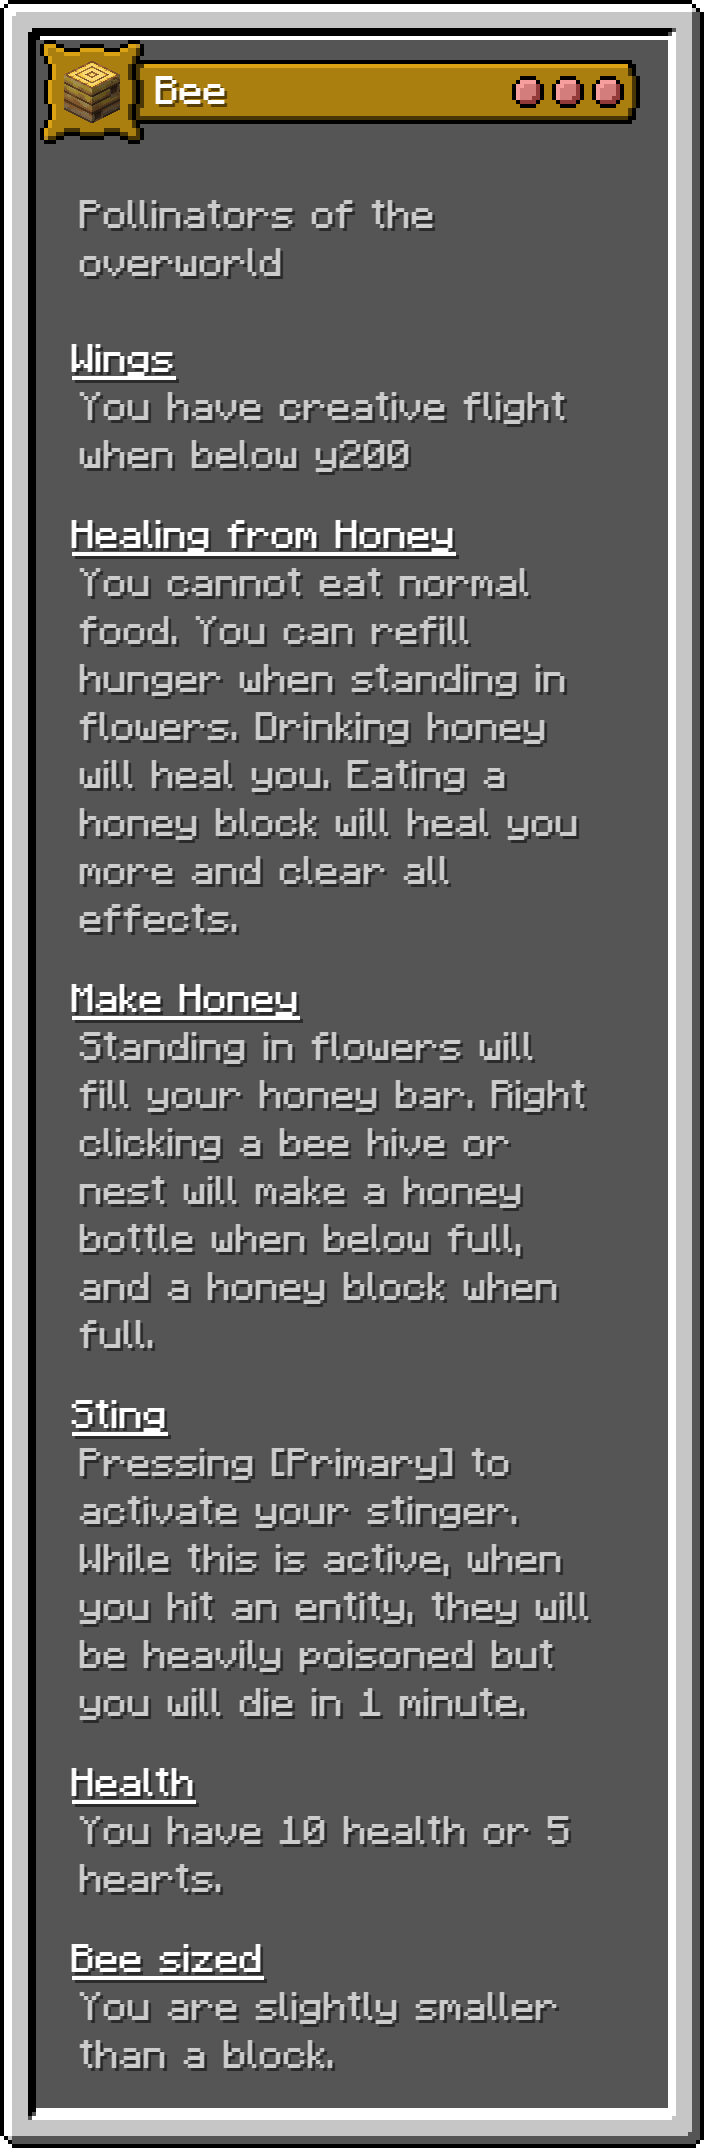 Bee
Pollinators of the
overworld
Wings
You have creative flight
when below y200
Healing from Honey
You cannot eat normal
food. You can refill
hunger when standing in
flowers. Drinking honey
will heal you. Eating a
honey block will heal you
more and clear all
effects.
Make Honey
Standing in flowers will
fill your honey bar. Right
clicking a bee hive or
nest will make a honey
bottle when below full,
and a honey block when
full.
Sting
Pressing [Primary] to
activate your stinger.
While this is active, when
you hit an entity, they will
be heavily poisoned but
you will die in 1 minute.
Health
You have 10 health or 5
hearts.
Bee sized
You are slightly smaller
than a block.